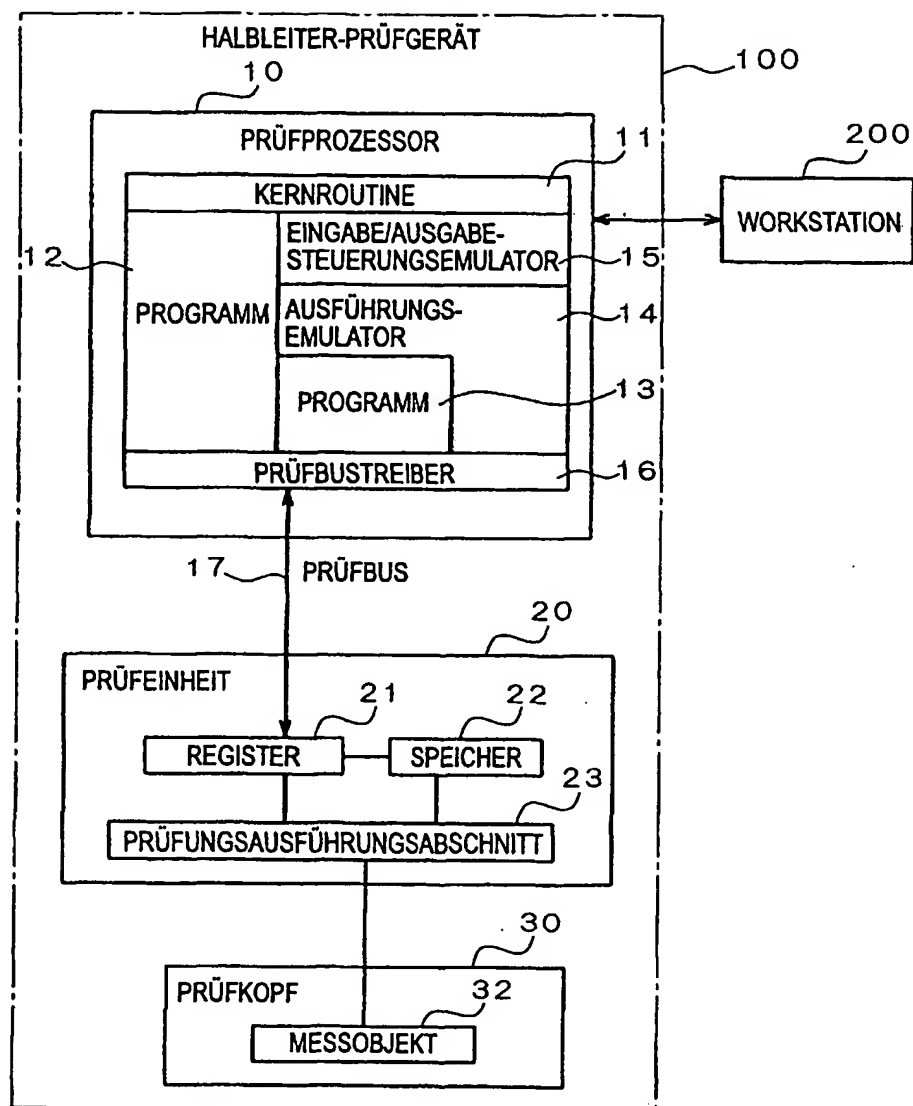 HALBLEITER-PRÜFGERÄT
100
10
PRÜFPROZESSOR
11
200
KERNROUTINE
WORKSTATION
12
EINGABE/AUSGABE-
STEUERUNGSEMULATOR
15
PROGRAMM
AUSFÜHRUNGS-
EMULATOR
14
PROGRAMM
13
PRÜFBUSTREIBER
16
17
PRÜFBUS
20
PRÜFEINHEIT
21
22
REGISTER
SPEICHER
23
PRÜFUNGSAUSFÜHRUNGSABSCHNITT
30
PRÜFKOPF
32
MESSOBJEKT